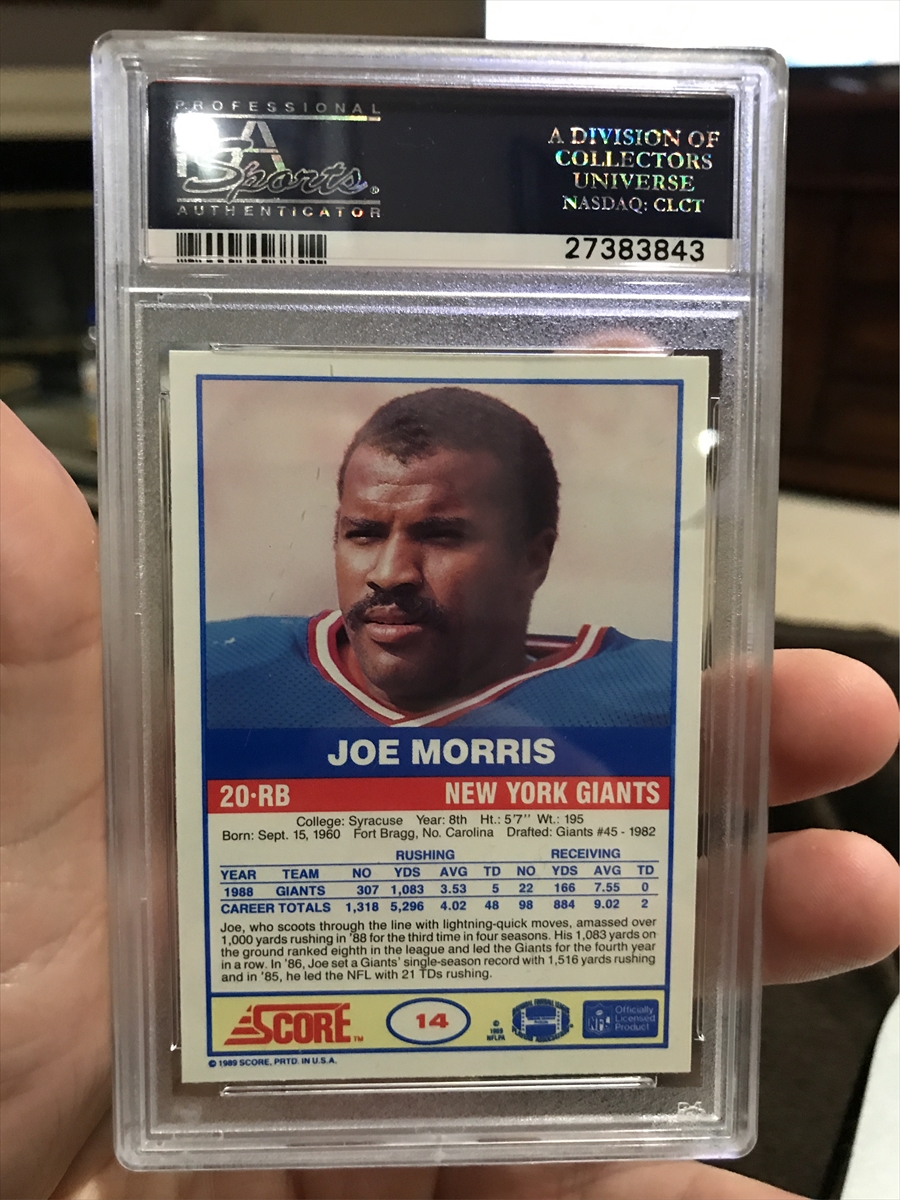 PROFESSIONAL
PSA
Sports®
AUTHENTICATOR
A DIVISION OF
COLLECTORS
UNIVERSE
NASDAQ: CLCT
27383843
JOE MORRIS
20•RB NEW YORK GIANTS
College: Syracuse Year: 8th Ht.: 5'7" Wt.: 195
Born: Sept. 15, 1960 Fort Bragg, No. Carolina Drafted: Giants #45 - 1982
RUSHING RECEIVING
YEAR TEAM NO YDS AVG TD NO YDS AVG TD
1988 GIANTS 307 1,083 3.53 5 22 166 7.55 0
CAREER TOTALS 1,318 5,296 4.02 48 98 884 9.02 2
Joe, who scoots through the line with lightning-quick moves, amassed over
1,000 yards rushing in '88 for the third time in four seasons. His 1,083 yards on
the ground ranked eighth in the league and led the Giants for the fourth year
in a row. In '86, Joe set a Giants' single-season record with 1,516 yards rushing
and in '85, he led the NFL with 21 TDs rushing.
SCORE™
14
© 1989 NFLPA
NFL
Officially
Licensed
Product
© 1989 SCORE, PRTD. IN U.S.A.